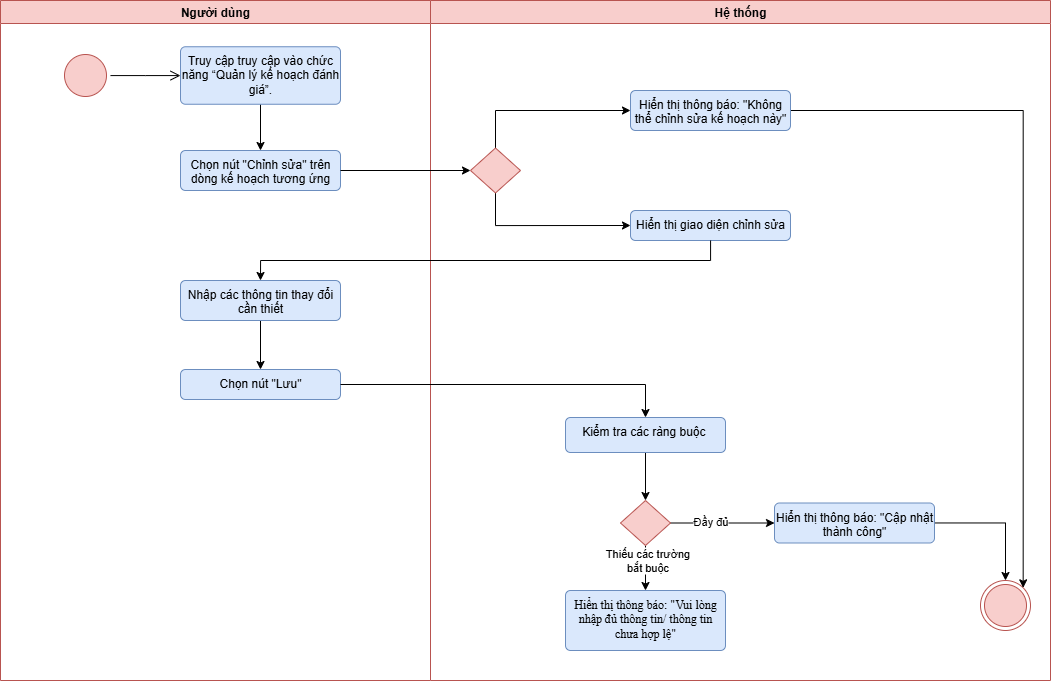 Người dùng
Hệ thống
Truy cập truy cập vào chức
năng “Quản lý kế hoạch đánh
giá”.
Hiển thị thông báo: "Không
thể chỉnh sửa kế hoạch này"
Chọn nút "Chỉnh sửa" trên
dòng kế hoạch tương ứng
Hiển thị giao diện chỉnh sửa
Nhập các thông tin thay đổi
cần thiết
Chọn nút "Lưu"
Kiểm tra các ràng buộc
Đầy đủ
Hiển thị thông báo: "Cập nhật
thành công"
Thiếu các trường
bắt buộc
Hiển thị thông báo: "Vui lòng
nhập đủ thông tin/ thông tin
chưa hợp lệ"